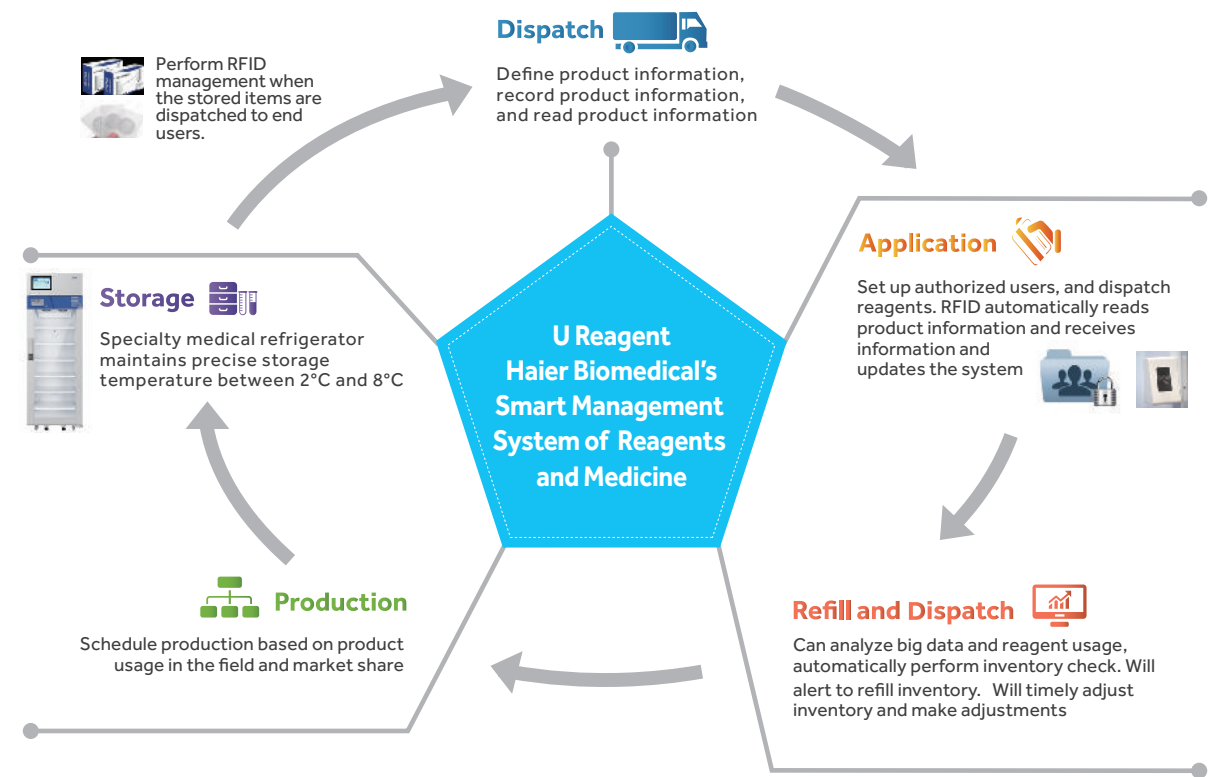 Dispatch
Define product information,
record product information,
and read product information
Perform RFID
management when
the stored items are
dispatched to end
users.
Application
Set up authorized users, and dispatch
reagents. RFID automatically reads
product information and receives
information and
updates the system
Storage
Specialty medical refrigerator
maintains precise storage
temperature between 2°C and 8°C
U Reagent
Haier Biomedical's
Smart Management
System of Reagents
and Medicine
Production
Schedule production based on product
usage in the field and market share
Refill and Dispatch
Can analyze big data and reagent usage,
automatically perform inventory check. Will
alert to refill inventory. Will timely adjust
inventory and make adjustments